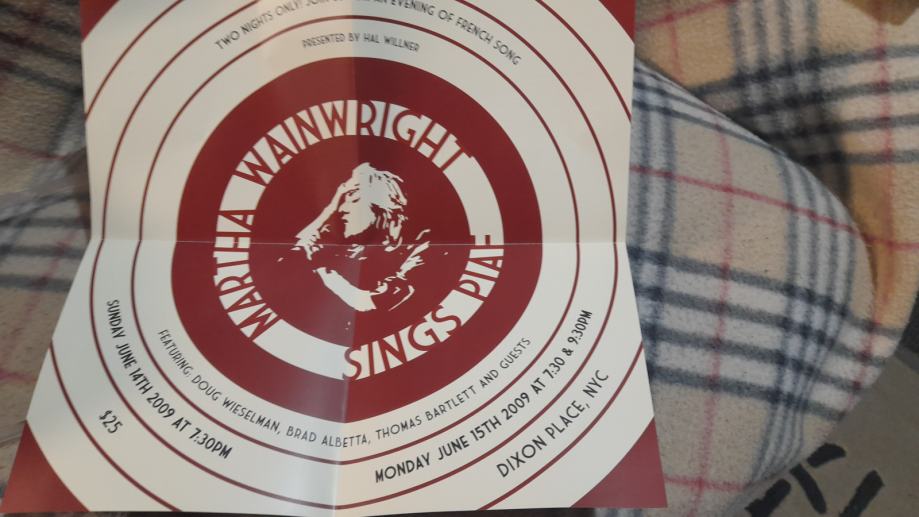 TWO NIGHTS ONLY! JOIN AN EVENING OF FRENCH SONG
PRESENTED BY HAL WILLNER
MARTHA WAINWRIGHT
SINGS PIAF
FEATURING: DOUG WIESELMAN, BRAD ALBETTA, THOMAS BARTLETT AND GUESTS
SUNDAY JUNE 14TH 2009 AT 7:30PM
MONDAY JUNE 15TH 2009 AT 7:30 & 9:30PM
$25
DIXON PLACE, NYC